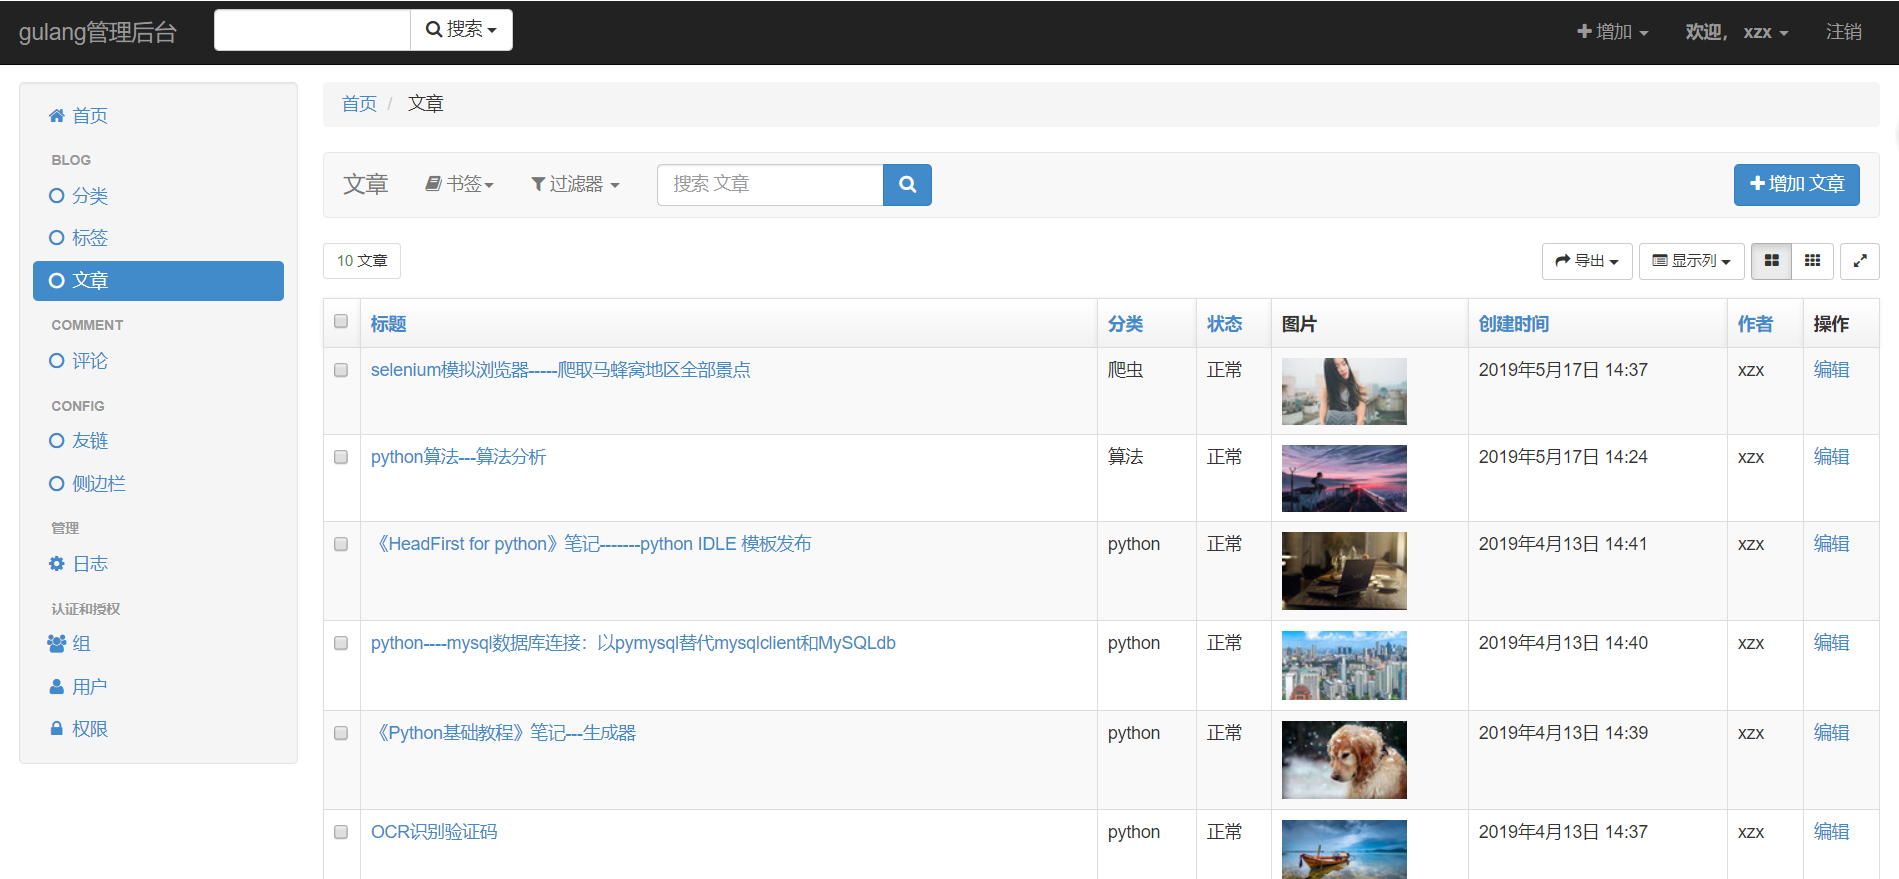 gulang管理后台 搜索 增加 欢迎， xzx 注销
首页
BLOG
分类
标签
文章
COMMENT
评论
CONFIG
友链
侧边栏
管理
日志
认证和授权
组
用户
权限
首页 / 文章
文章 书签 过滤器 搜索 文章 增加 文章
10 文章 导出 显示列
标题 分类 状态 图片 创建时间 作者 操作
selenium模拟浏览器-----爬取马蜂窝地区全部景点 爬虫 正常 2019年5月17日 14:37 xzx 编辑
python算法---算法分析 算法 正常 2019年5月17日 14:24 xzx 编辑
《HeadFirst for python》笔记-------python IDLE 模板发布 python 正常 2019年4月13日 14:41 xzx 编辑
python----mysql数据库连接：以pymysql替代mysqlclient和MySQLdb python 正常 2019年4月13日 14:40 xzx 编辑
《Python基础教程》笔记---生成器 python 正常 2019年4月13日 14:39 xzx 编辑
OCR识别验证码 python 正常 2019年4月13日 14:37 xzx 编辑